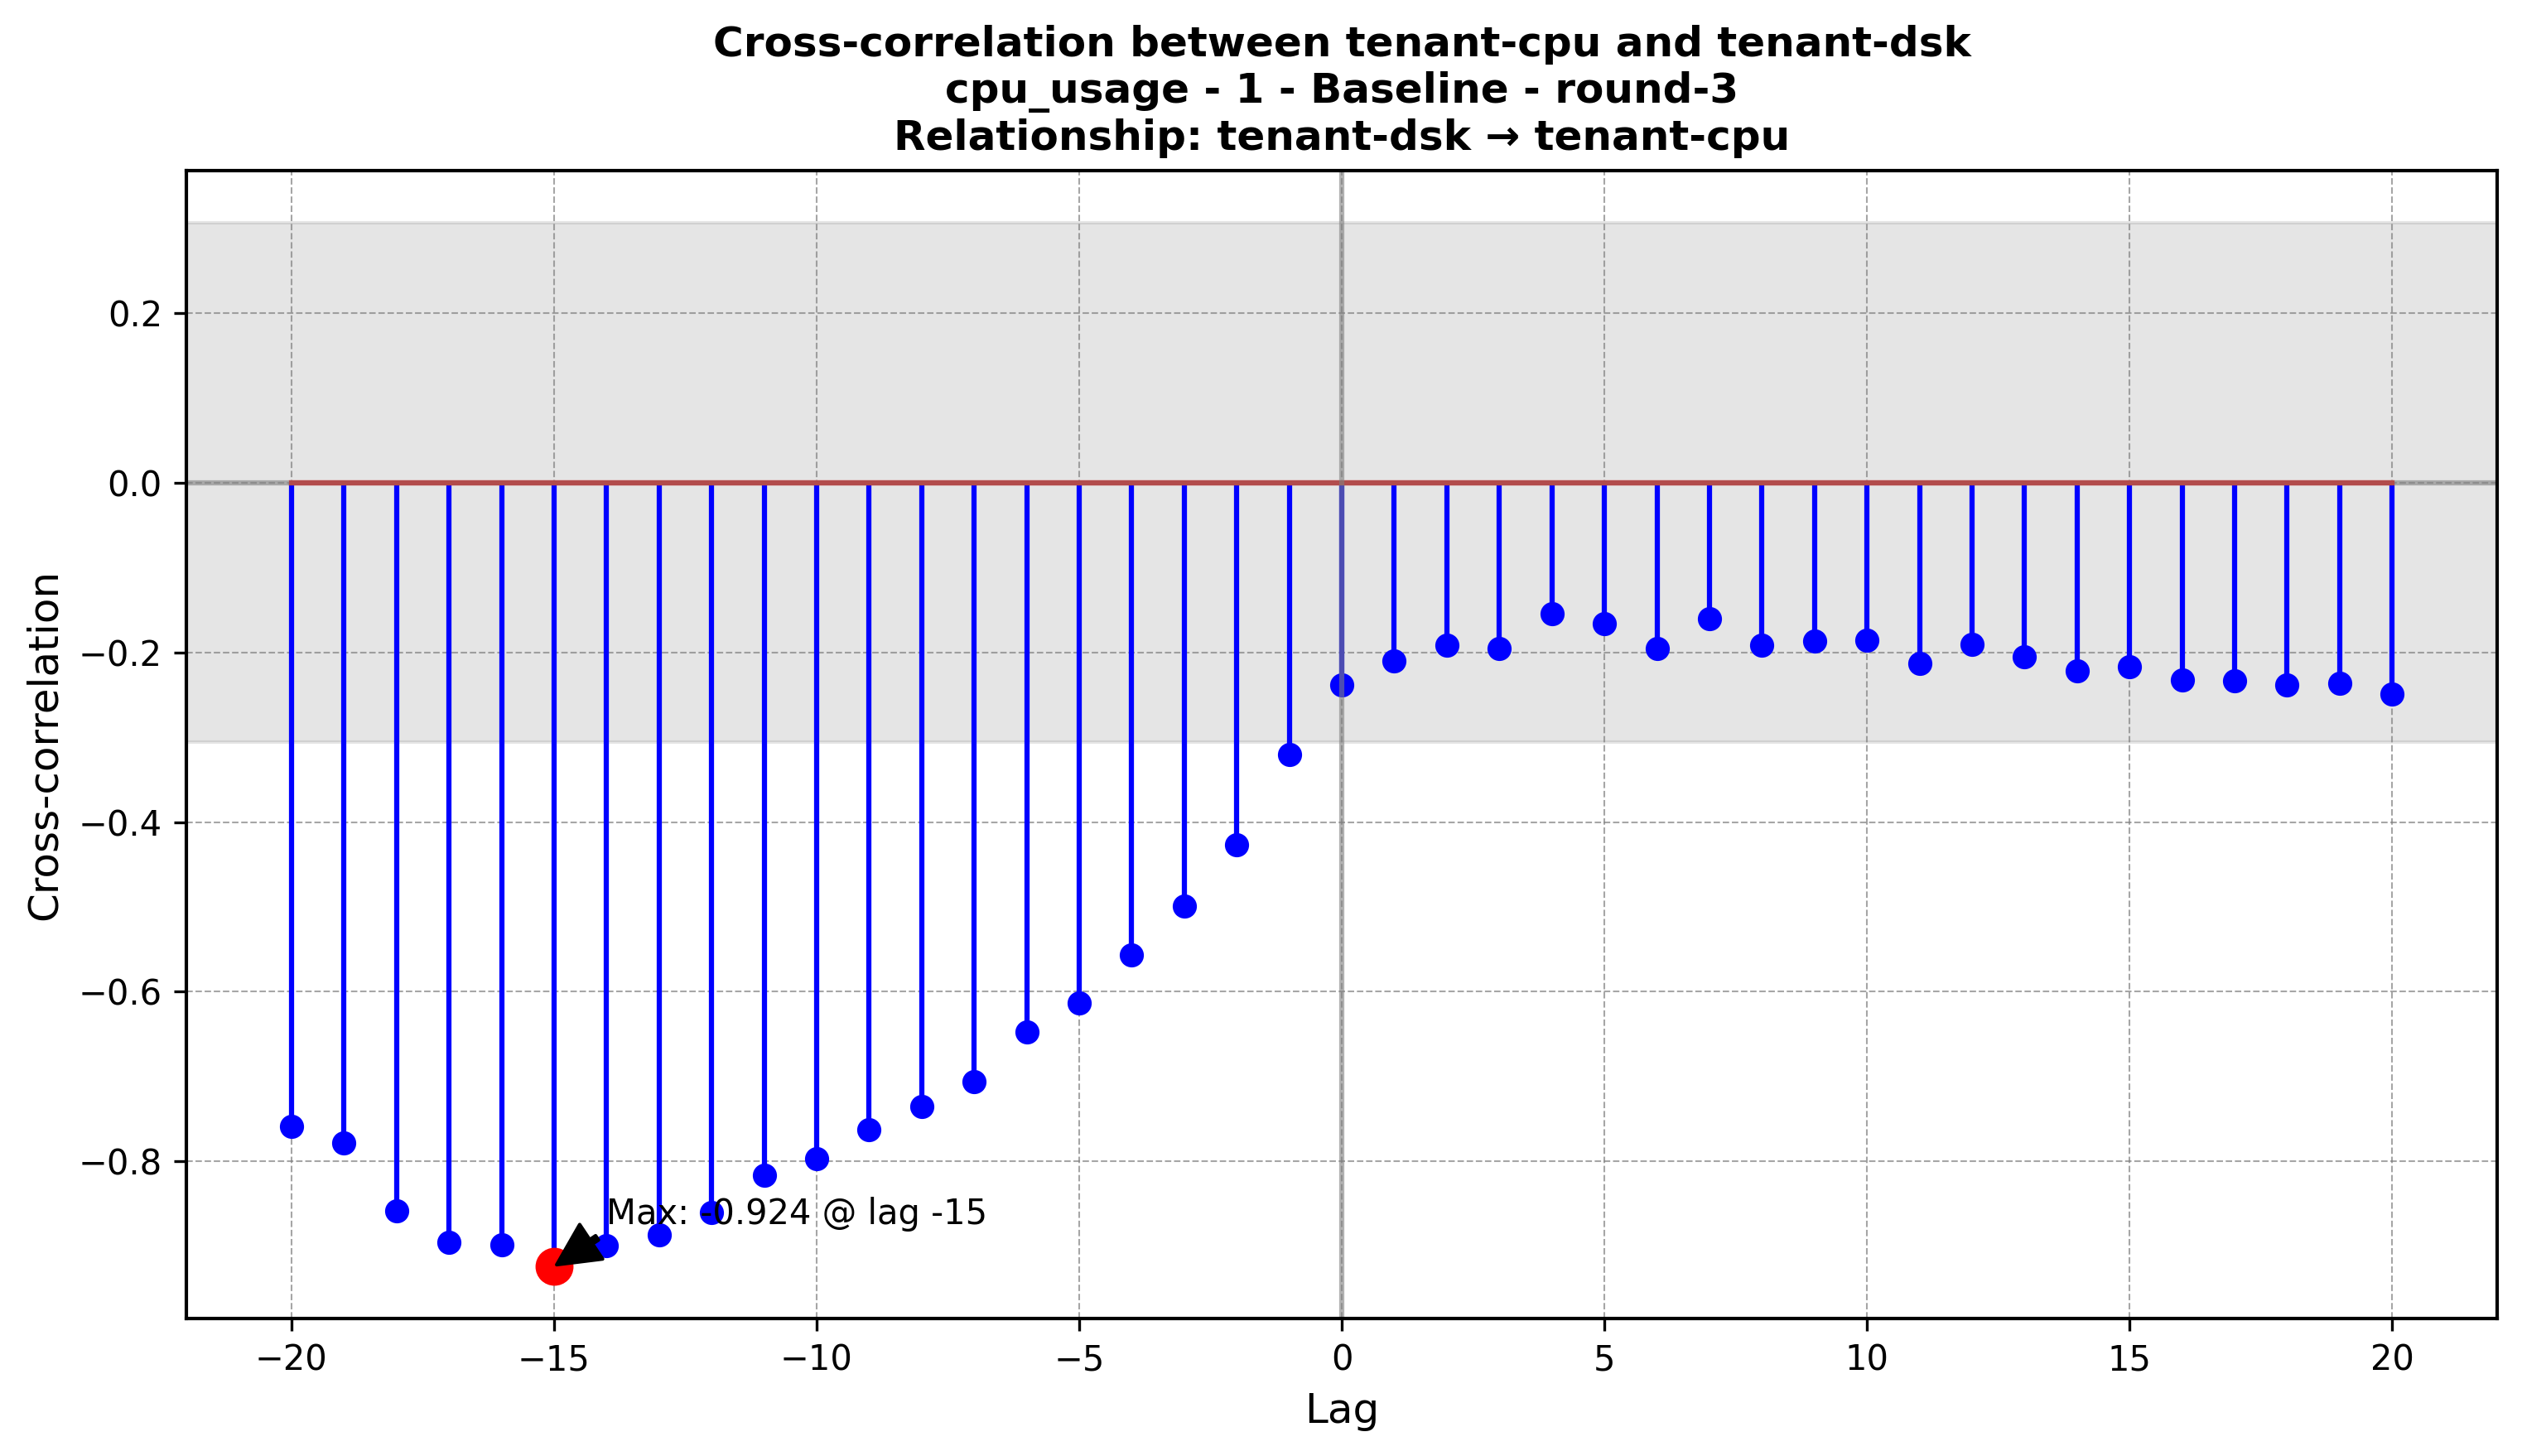 Cross-correlation between tenant-cpu and tenant-dsk
cpu_usage - 1 - Baseline - round-3
Relationship: tenant-dsk → tenant-cpu
Cross-correlation
0.2
0.0
−0.2
−0.4
−0.6
−0.8
Max: -0.924 @ lag -15
−20
−15
−10
−5
0
5
10
15
20
Lag